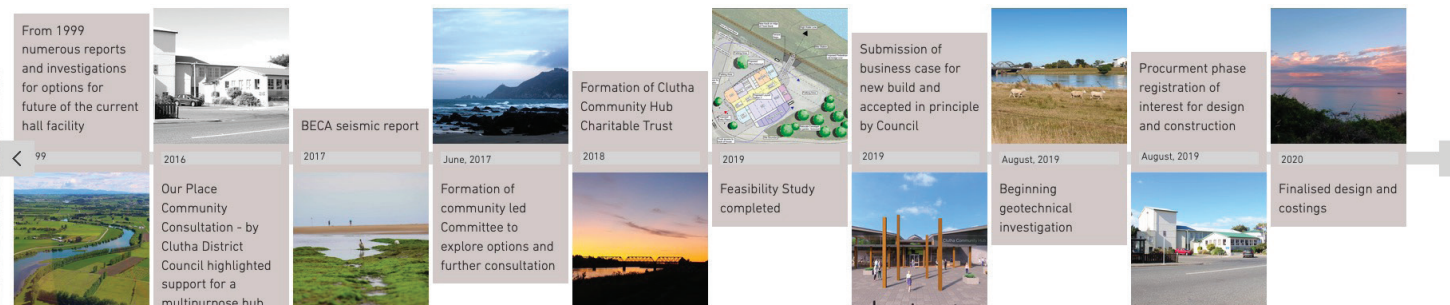 From 1999
numerous reports
and investigations
for options for
future of the current
hall facility
99
2016
Our Place
Community
Consultation - by
Clutha District
Council highlighted
support for a
multipurpose hub
BECA seismic report
2017
June, 2017
Formation of
community led
Committee to
explore options and
further consultation
Formation of Clutha
Community Hub
Charitable Trust
2018
2019
Feasibility Study
completed
Submission of
business case for
new build and
accepted in principle
by Council
2019
August, 2019
Beginning
geotechnical
investigation
Procurment phase
registration of
interest for design
and construction
August, 2019
2020
Finalised design and
costings